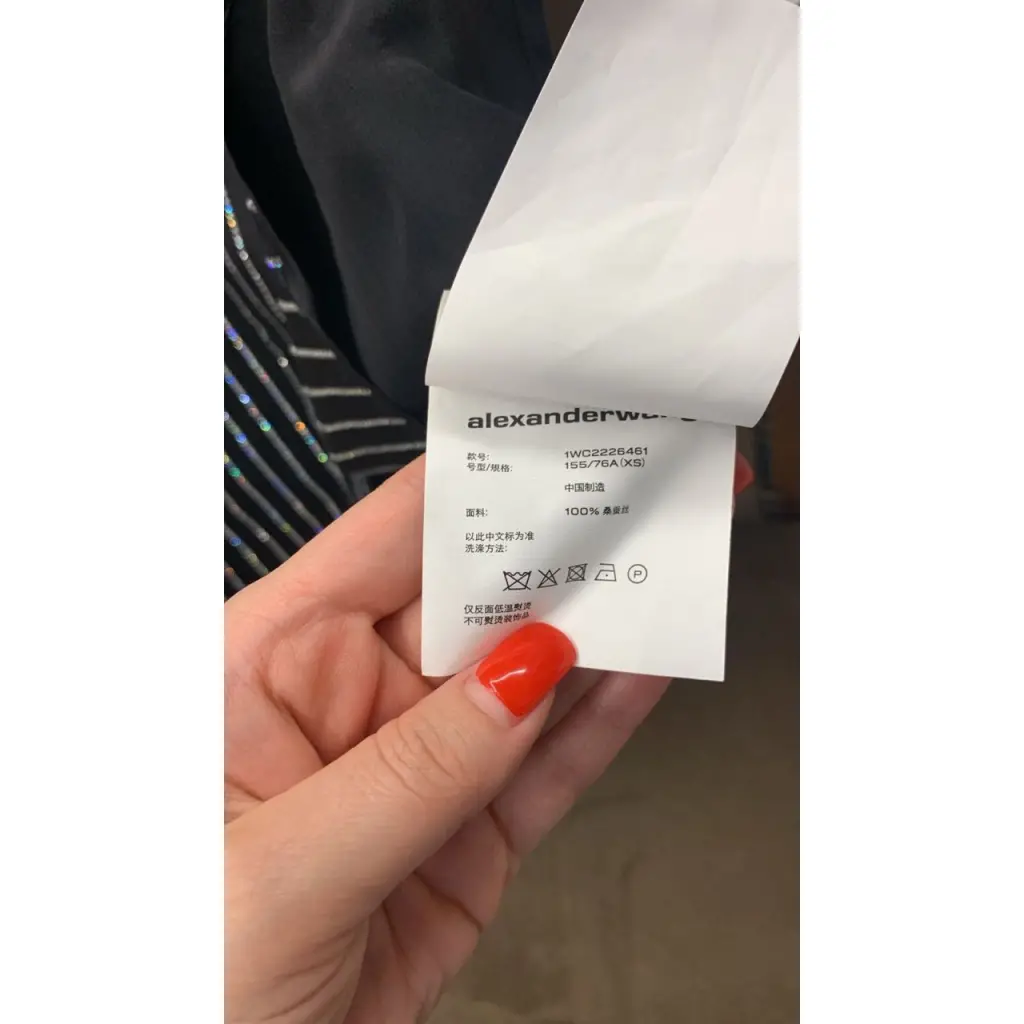 款号: 1WC2226461
号型/规格: 155/76A(XS)
中国制造
面料: 100% 桑蚕丝
以此中文标为准
洗涤方法:
P
仅反面低温熨烫
不可熨烫装饰品